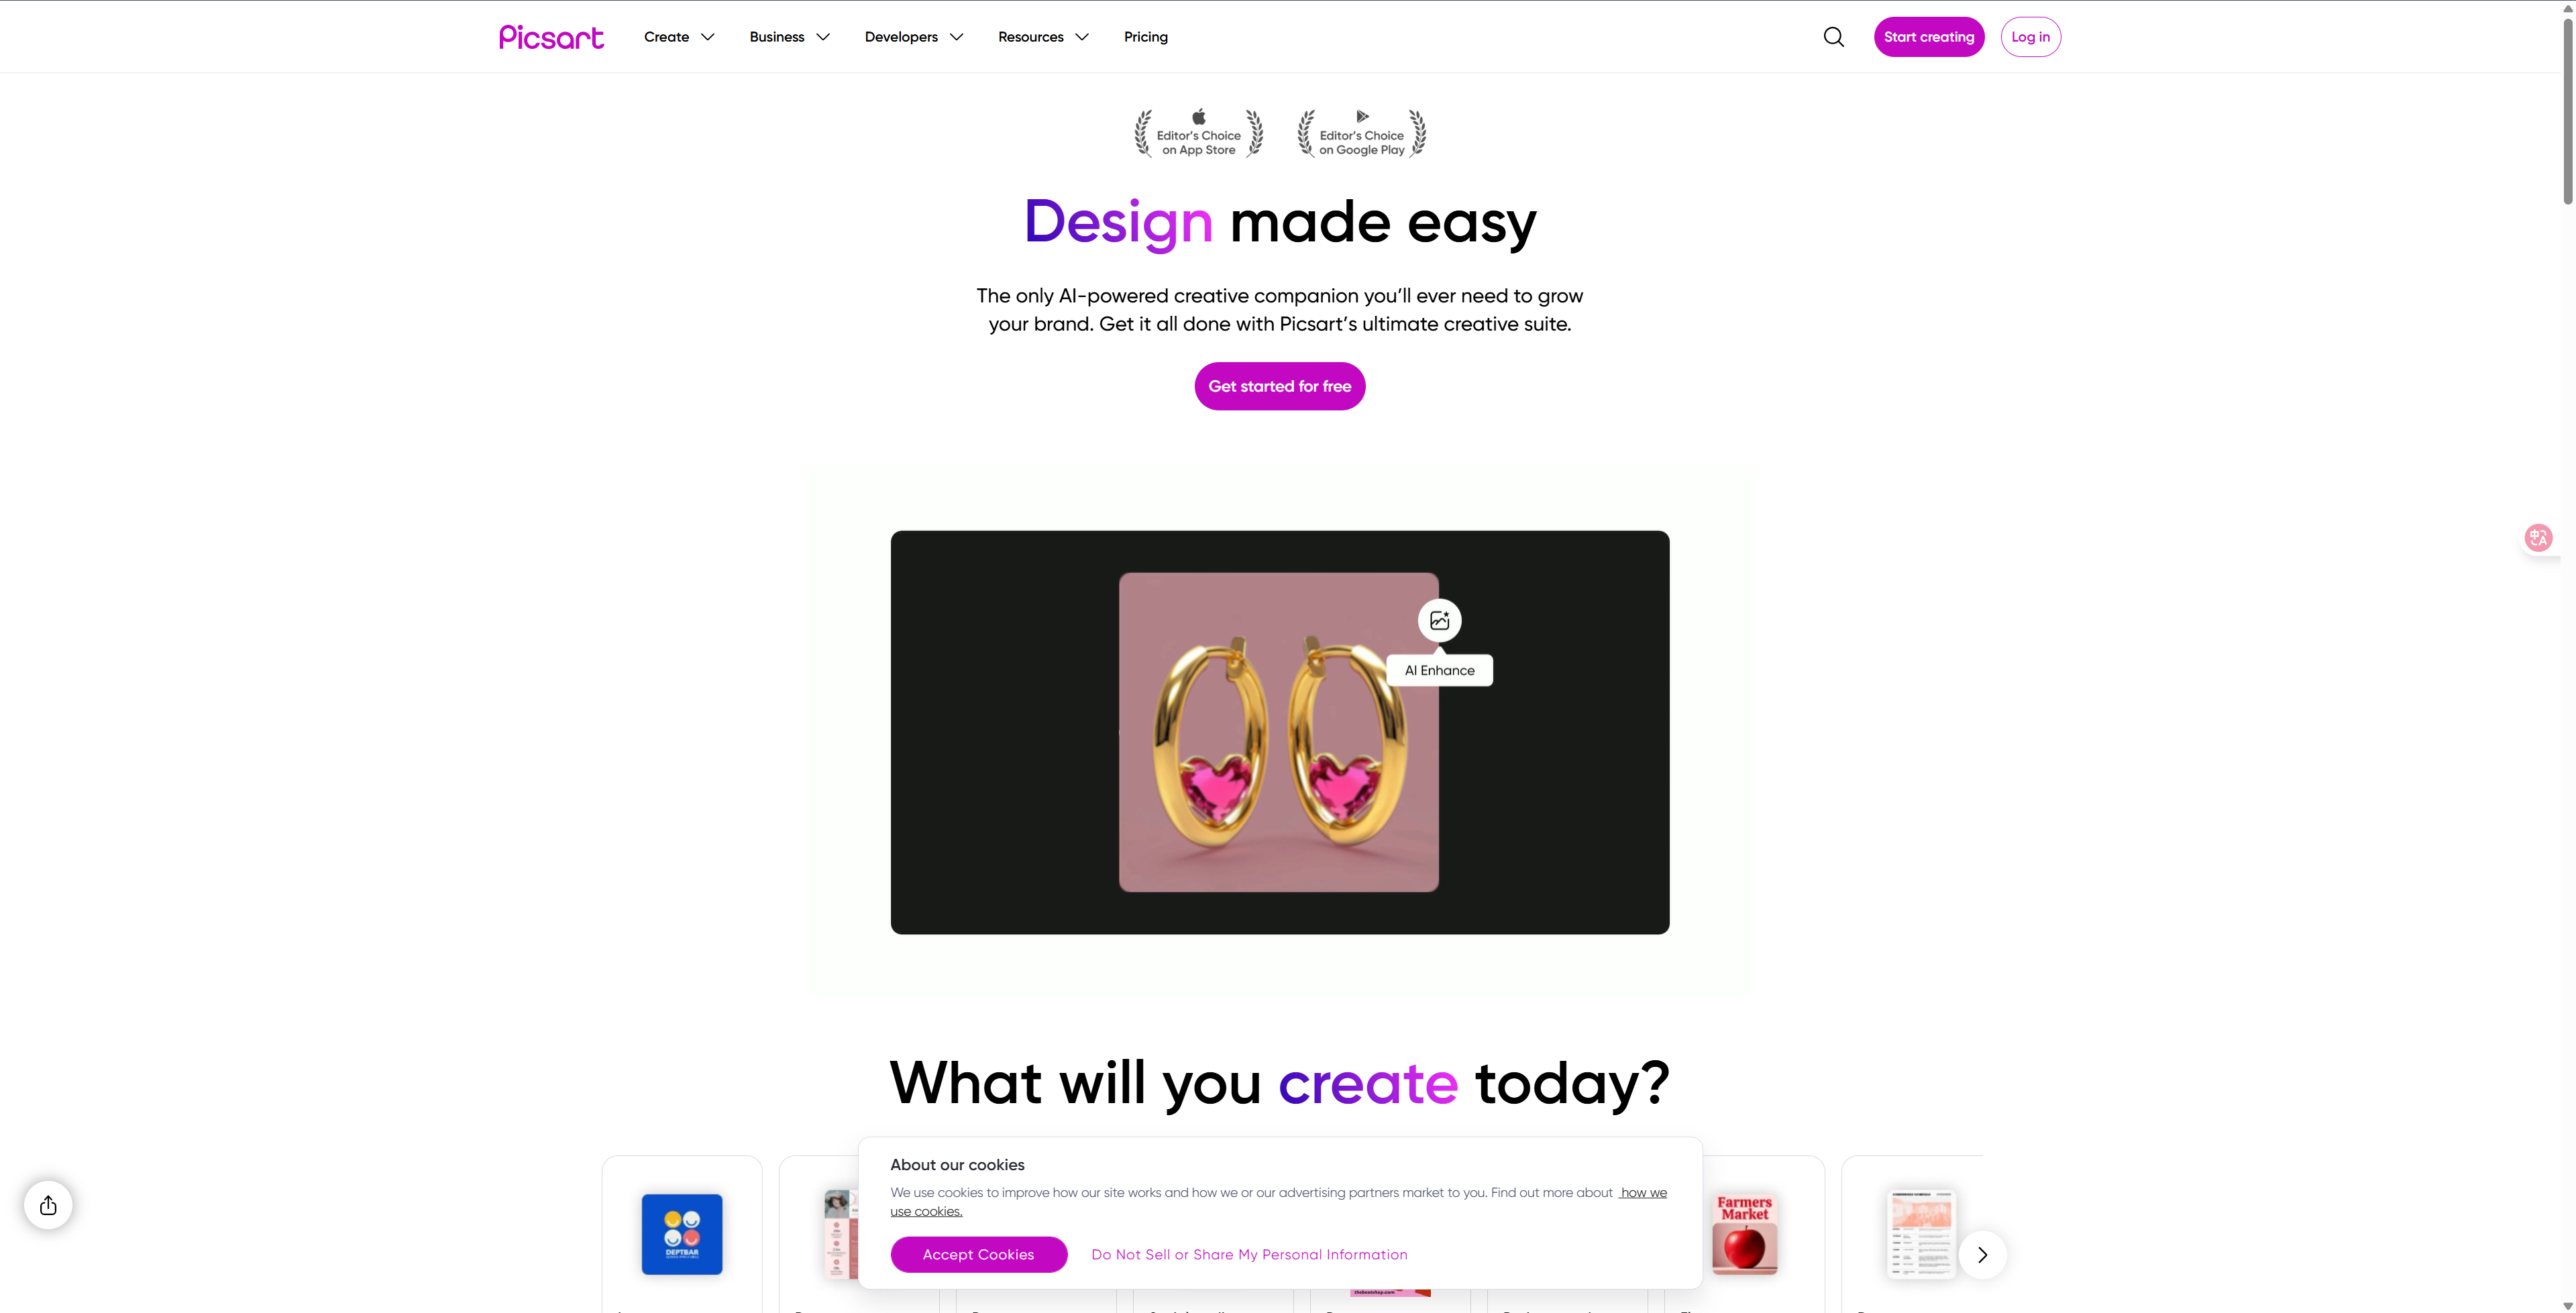 Picsart
Create
Business
Developers
Resources
Pricing
Start creating
Log in
Editor's Choice
on App Store
Editor's Choice
on Google Play
Design made easy
The only AI-powered creative companion you'll ever need to grow
your brand. Get it all done with Picsart's ultimate creative suite.
Get started for free
AI Enhance
中A
What will you create today?
DEPTBAR
Farmers
Market
About our cookies
We use cookies to improve how our site works and how we or our advertising partners market to you. Find out more about how we
use cookies.
Accept Cookies
Do Not Sell or Share My Personal Information